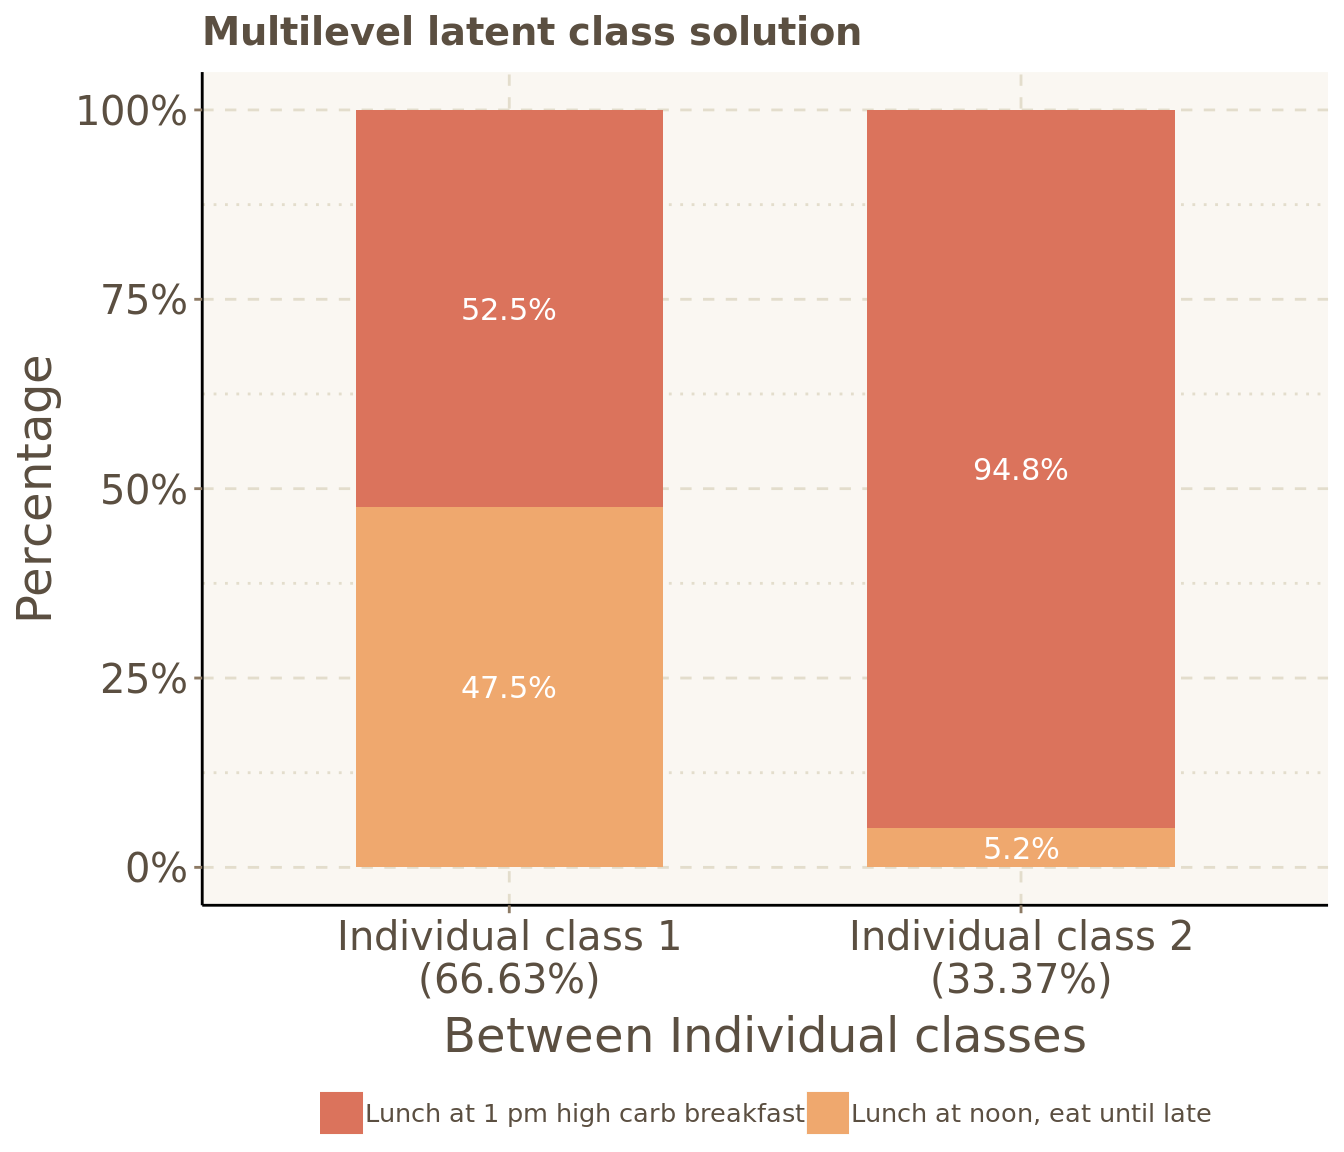 Multilevel latent class solution
Percentage
100%
75%
50%
25%
0%
52.5%
47.5%
94.8%
5.2%
Individual class 1
(66.63%)
Individual class 2
(33.37%)
Between Individual classes
Lunch at 1 pm high carb breakfast
Lunch at noon, eat until late